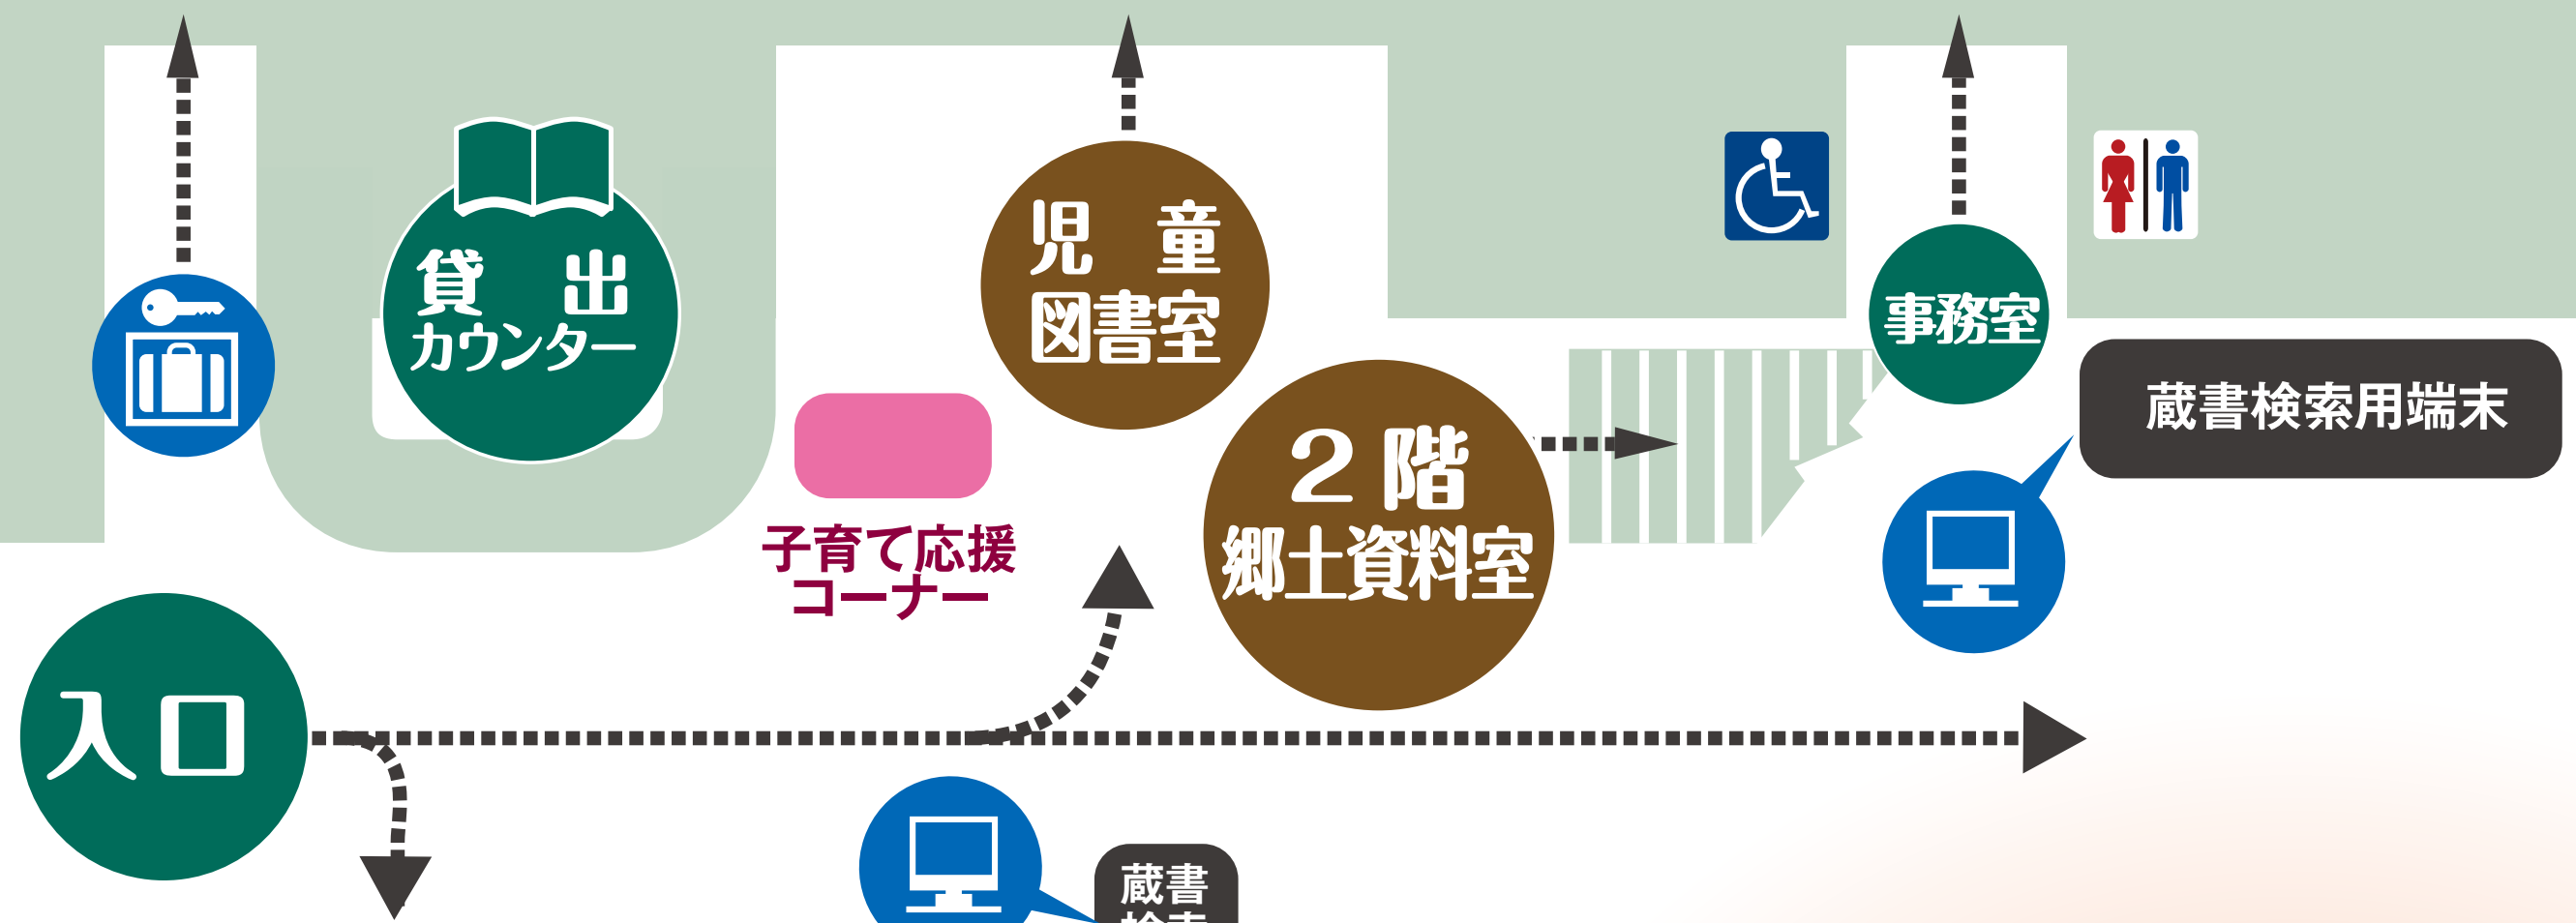 貸出
カウンター
児童
図書室
事務室
蔵書検索用端末
2階
郷土資料室
子育て応援
コーナー
入口
蔵書
検索